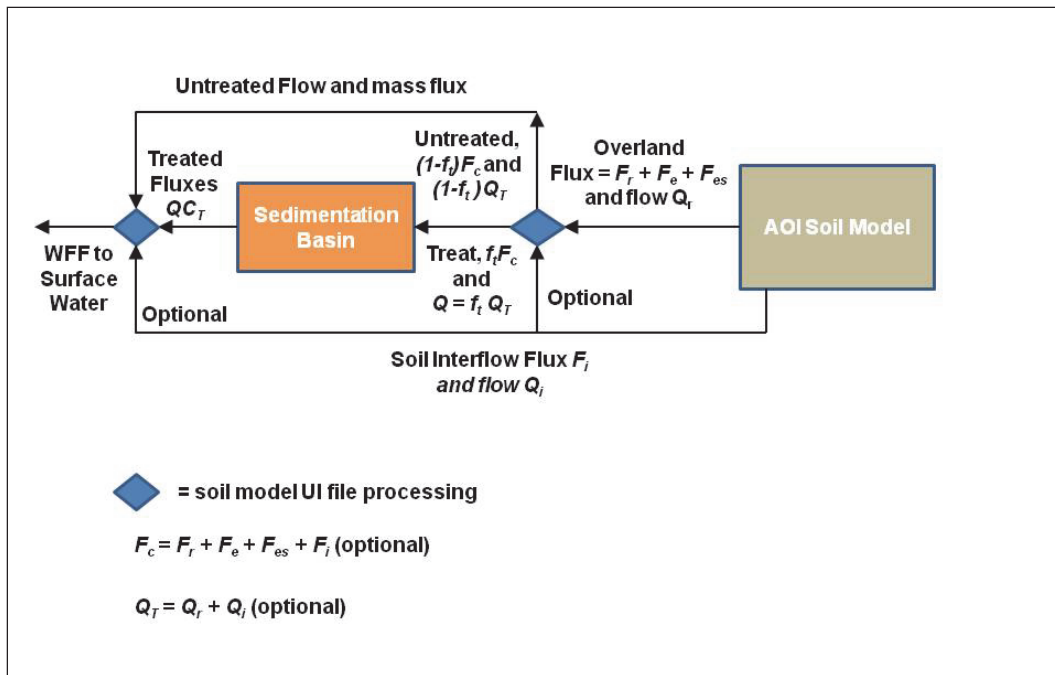 Untreated Flow and mass flux
Treated
Fluxes
QC_T
Untreated,
(1-f_t)F_c and
(1-f_t)Q_T
Overland
Flux = F_r + F_e + F_es
and flow Q_r
Sedimentation
Basin
AOI Soil Model
WFF to
Surface
Water
Treat, f_tF_c
and
Q = f_t Q_T
Optional
Optional
Soil Interflow Flux F_i
and flow Q_i
= soil model UI file processing
F_c = F_r + F_e + F_es + F_i (optional)
Q_T = Q_r + Q_i (optional)